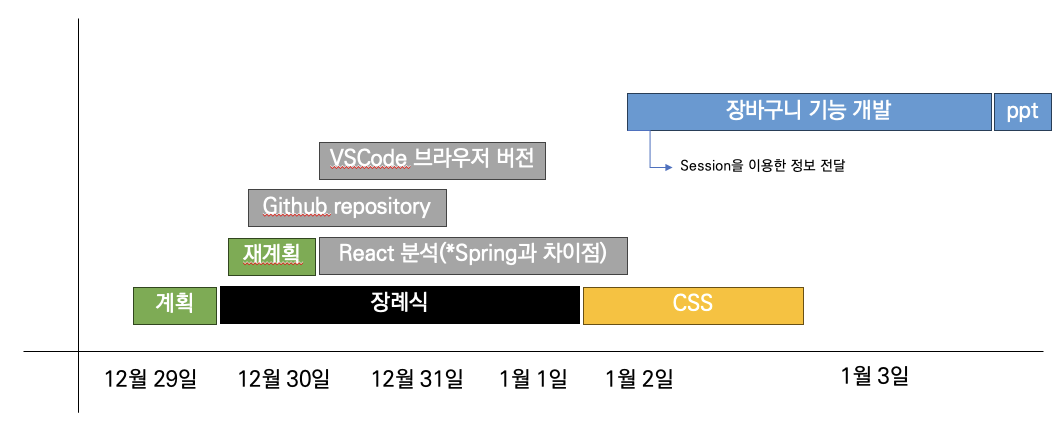 장바구니 기능 개발
ppt
Session을 이용한 정보 전달
VSCode 브라우저 버전
Github repository
재계획
React 분석(*Spring과 차이점)
계획
장례식
CSS
12월 29일
12월 30일
12월 31일
1월 1일
1월 2일
1월 3일